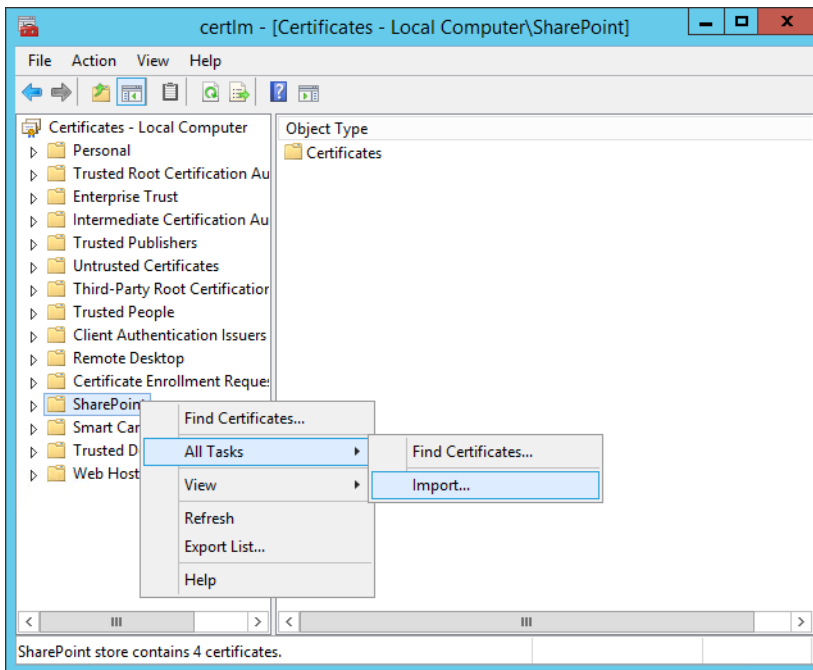 certlm - [Certificates - Local Computer\SharePoint]
File Action View Help
Certificates - Local Computer
Personal
Trusted Root Certification Au
Enterprise Trust
Intermediate Certification Au
Trusted Publishers
Untrusted Certificates
Third-Party Root Certification
Trusted People
Client Authentication Issuers
Remote Desktop
Certificate Enrollment Reques
SharePoint
Smart Car
Trusted D
Web Host
Object Type
Certificates
Find Certificates...
All Tasks
View
Refresh
Export List...
Help
Find Certificates...
Import...
SharePoint store contains 4 certificates.